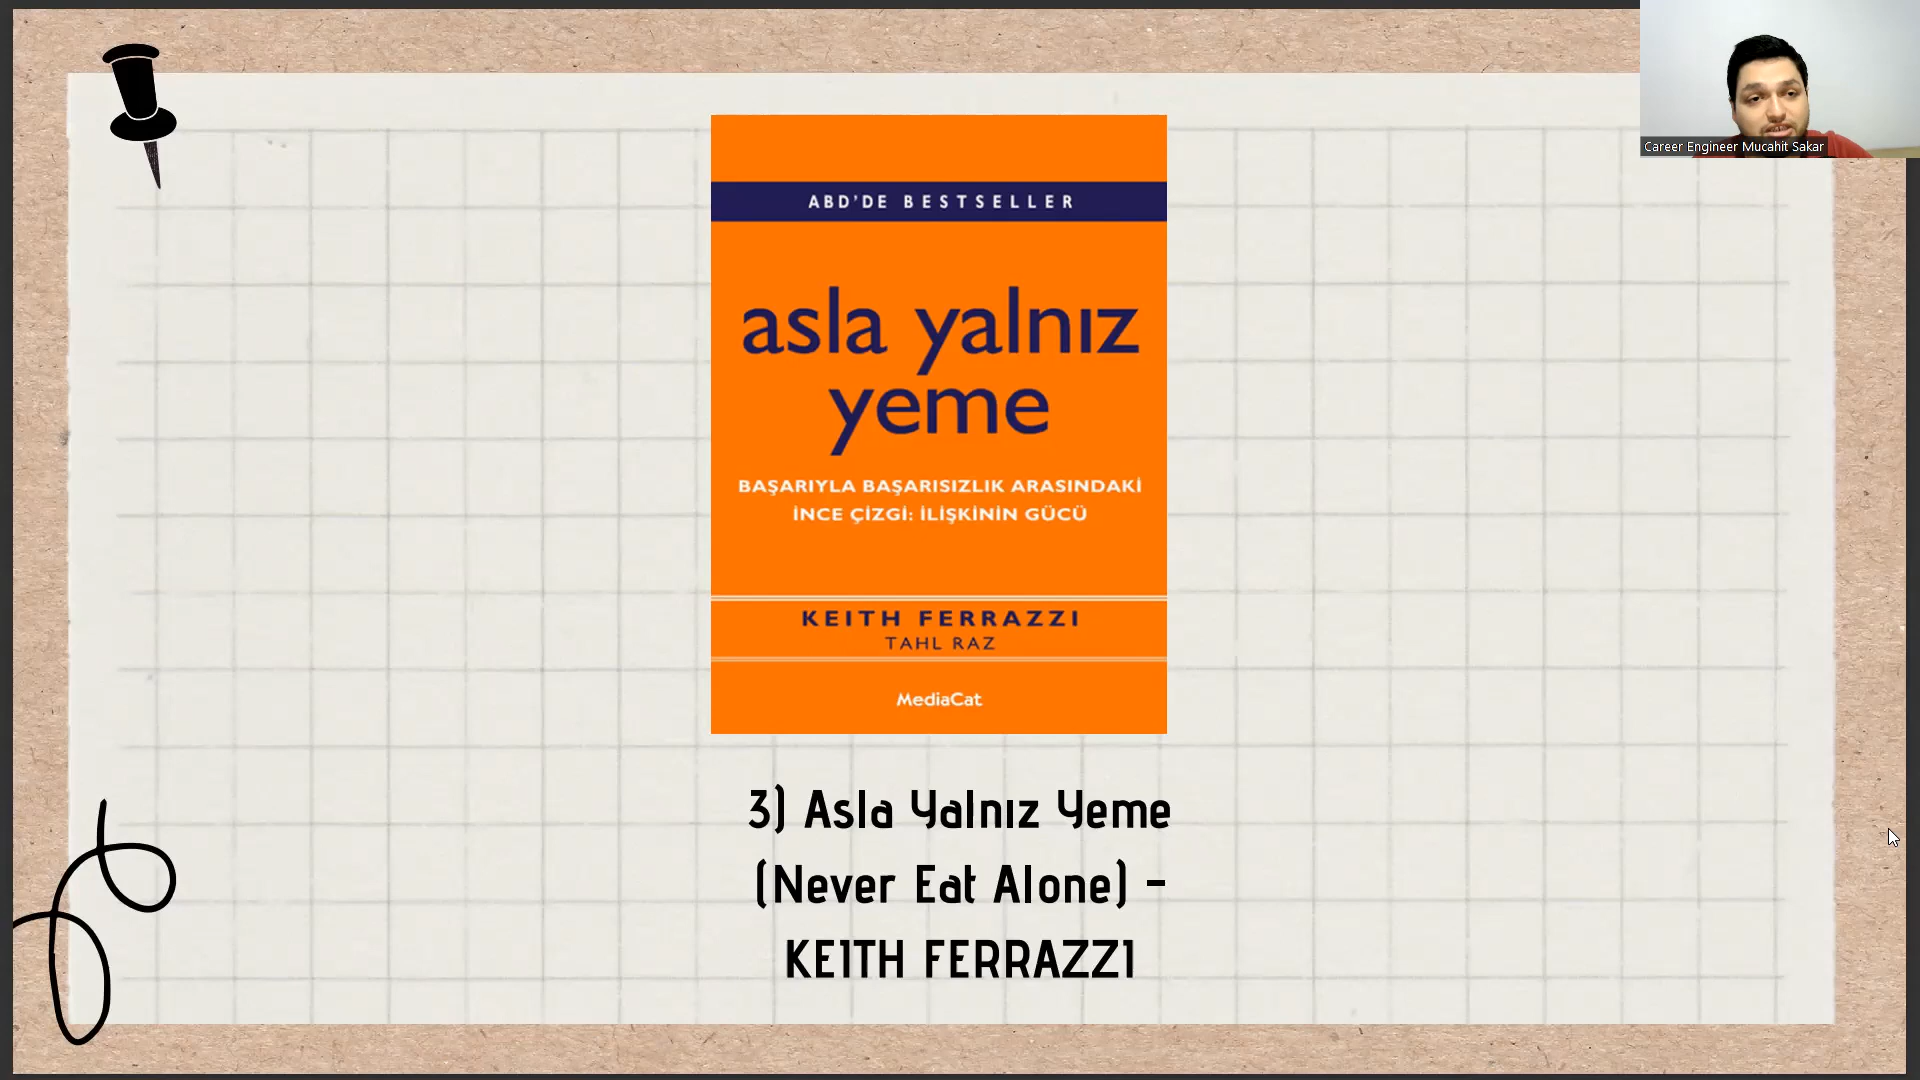 Career Engineer Mucahit Sakar
ABD'DE BESTSELLER
asla yalnız
yeme
BAŞARIYLA BAŞARISIZLIK ARASINDAKİ
İNCE ÇİZGİ: İLİŞKİNİN GÜCÜ
KEITH FERRAZZI
TAHL RAZ
MediaCat
3) Asla Yalnız Yeme
(Never Eat Alone) -
KEITH FERRAZZI